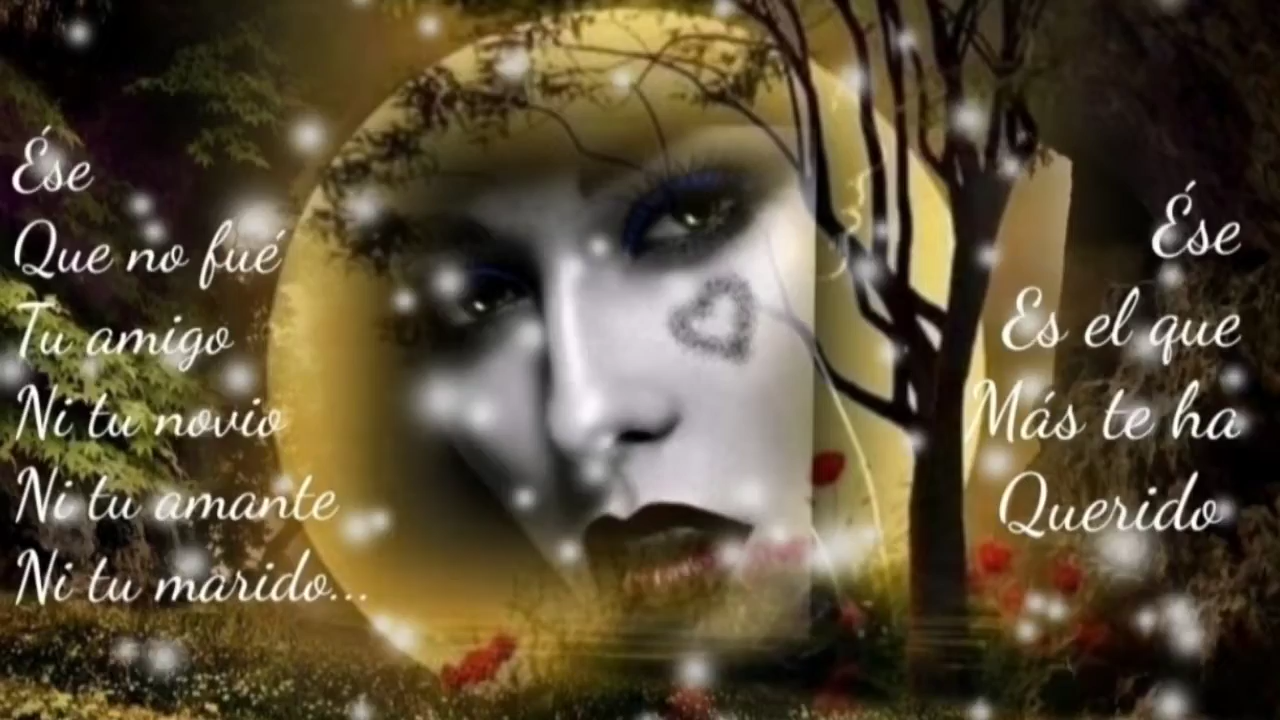 Ése
Que no fué
Tu amigo
Ni tu novio
Ni tu amante
Ni tu marido...
Ése
Es el que
Más te ha
Querido